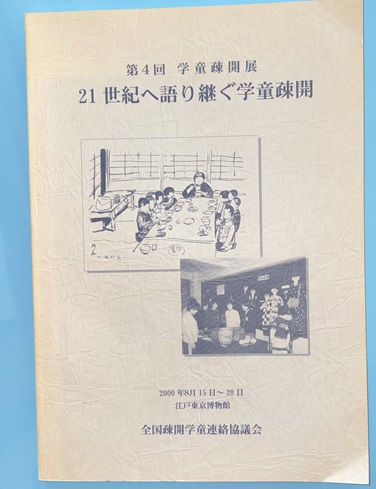 第4回 学童疎開展
21世紀へ語り継ぐ学童疎開
2000年8月15日〜20日
江戸東京博物館
全国疎開学童連絡協議会